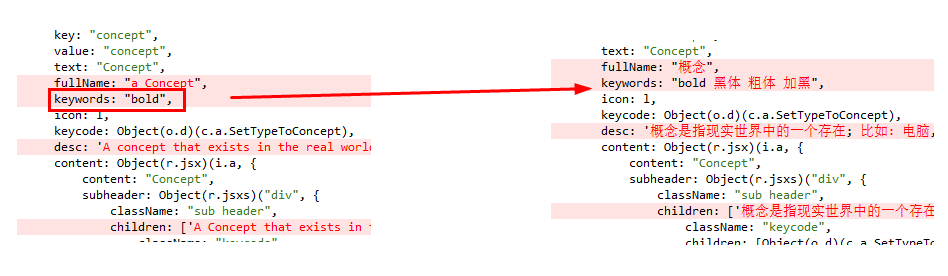 key: "concept",
value: "concept",
text: "Concept",
fullName: "a Concept",
keywords: "bold",
icon: l,
keycode: Object(o.d)(c.a.SetTypeToConcept),
desc: 'A concept that exists in the real world
content: Object(r.jsx)(i.a, {
content: "Concept",
subheader: Object(r.jsxs)("div", {
className: "sub header",
children: ['A Concept that exists in t
className: "keycode"
text: "Concept",
fullName: "概念",
keywords: "bold 黑体 粗体 加黑",
icon: l,
keycode: Object(o.d)(c.a.SetTypeToConcept),
desc: '概念是指现实世界中的一个存在; 比如: 电脑,
content: Object(r.jsx)(i.a, {
content: "Concept",
subheader: Object(r.jsxs)("div", {
className: "sub header",
children: ['概念是指现实世界中的一个存在
className: "keycode",
children: [Object(o.d)(c.a.SetTypeTo